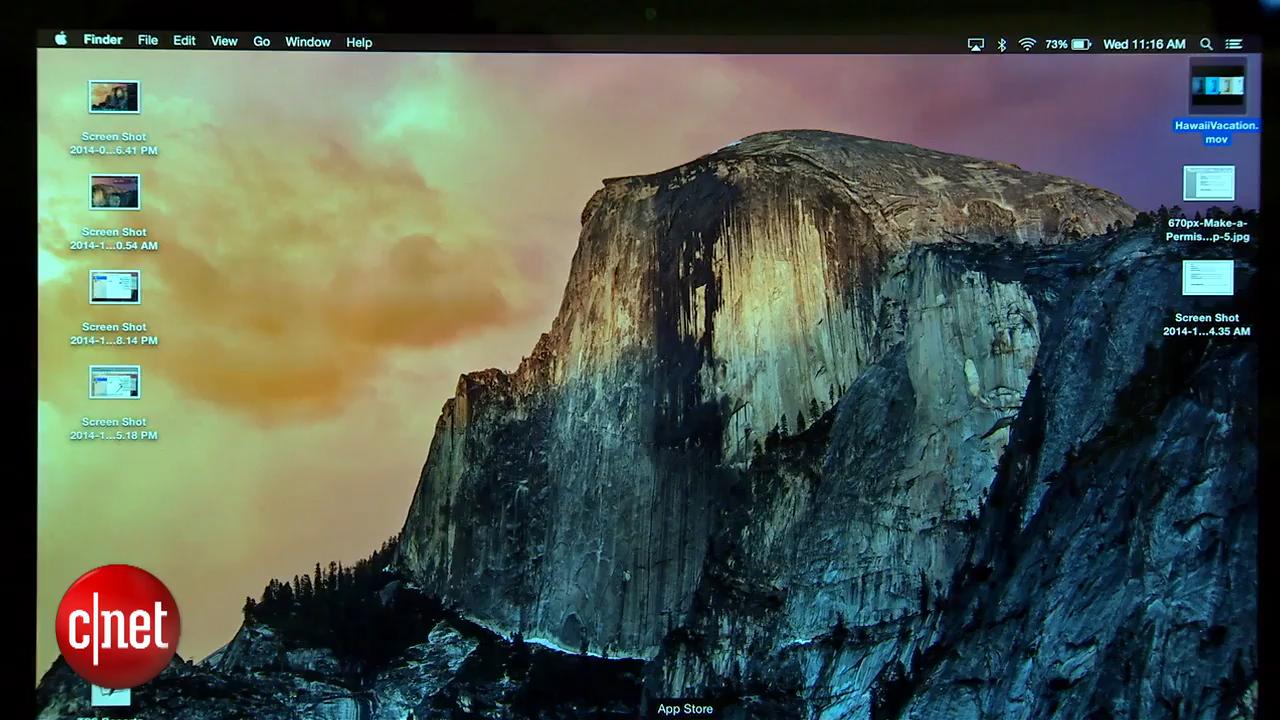 Finder File Edit View Go Window Help
73% Wed 11:16 AM
Screen Shot
2014-0...6.41 PM
Screen Shot
2014-1...0.54 AM
Screen Shot
2014-1...8.14 PM
Screen Shot
2014-1...5.18 PM
HawaiiVacation.
mov
670px-Make-a-
Permis...p-5.jpg
Screen Shot
2014-1...4.35 AM
c|net
App Store